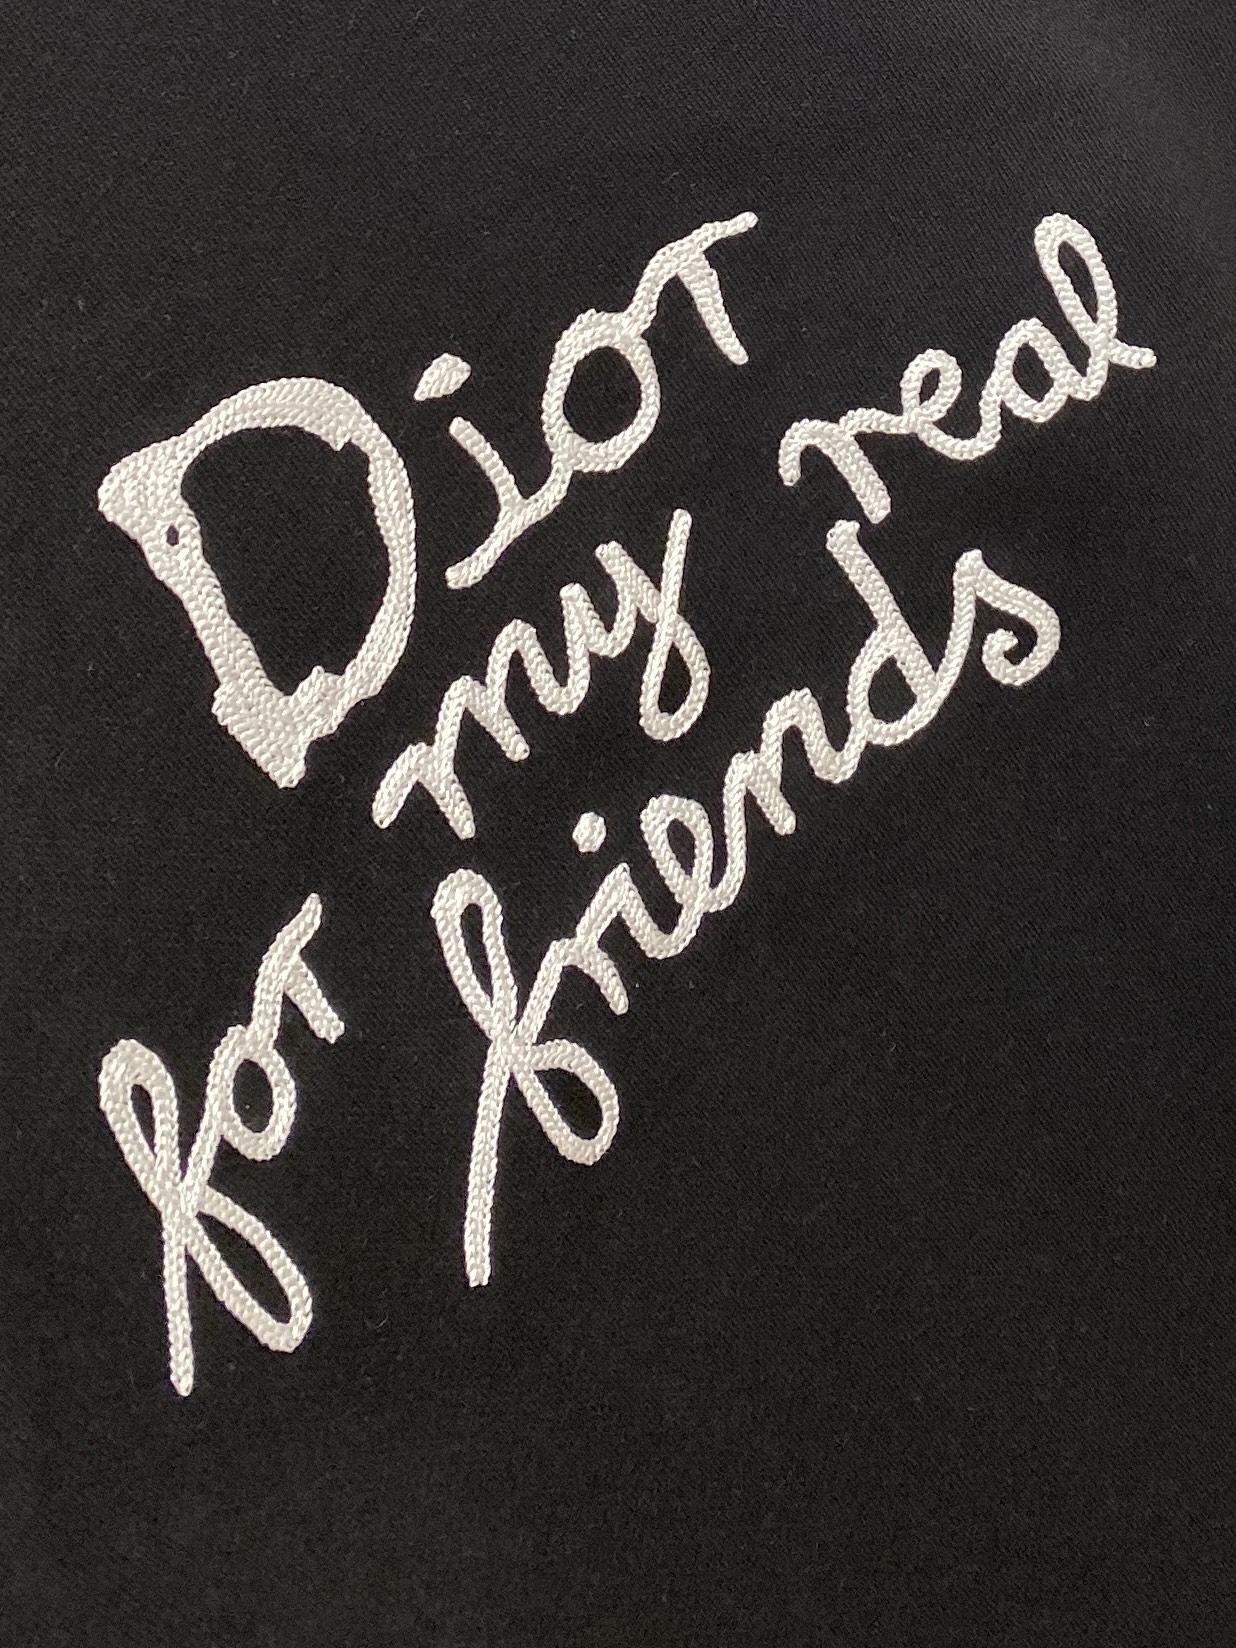 Dior
for my real
friends